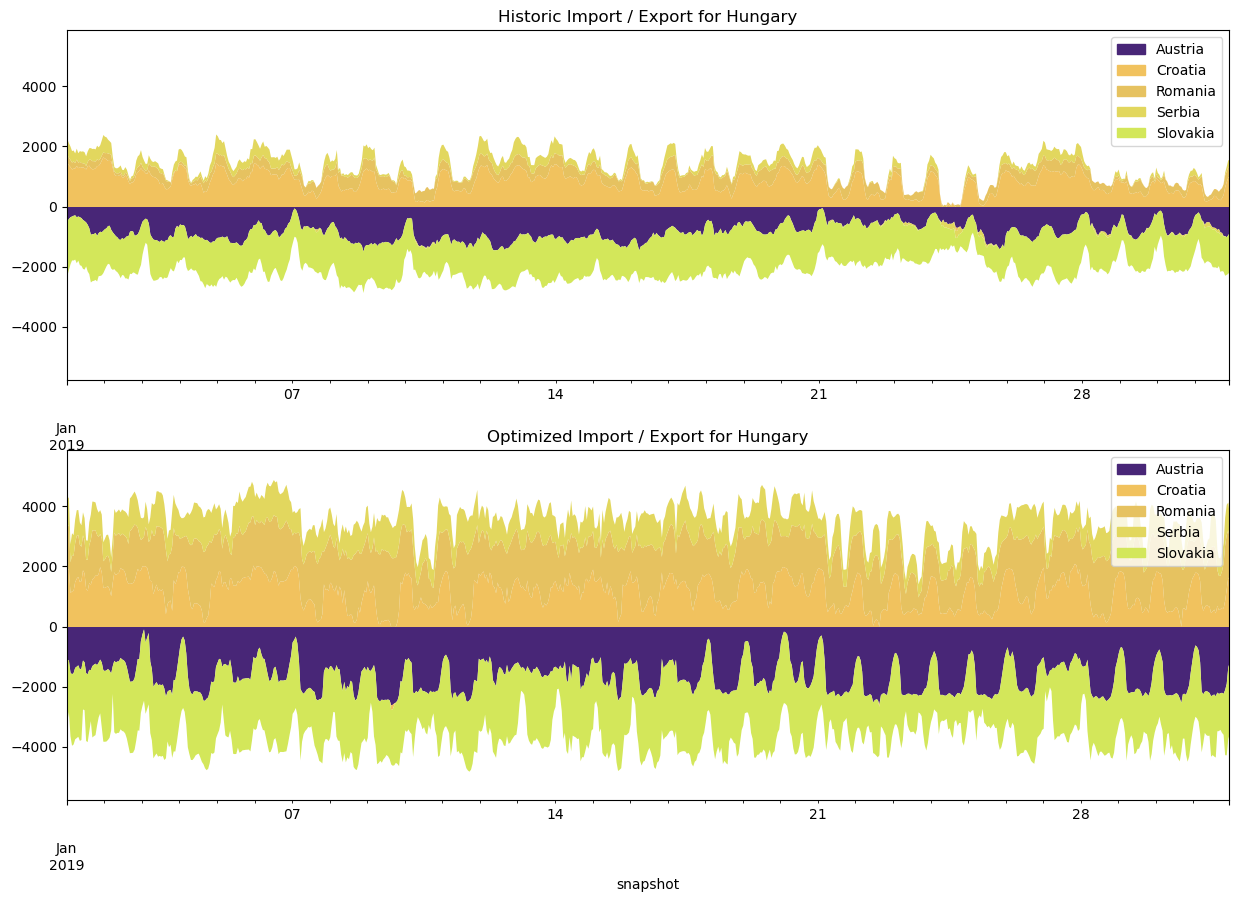 Historic Import / Export for Hungary
Austria
Croatia
Romania
Serbia
Slovakia
4000
2000
0
−2000
−4000
07
14
21
28
Jan
2019
Optimized Import / Export for Hungary
Austria
Croatia
Romania
Serbia
Slovakia
4000
2000
0
−2000
−4000
07
14
21
28
Jan
2019
snapshot